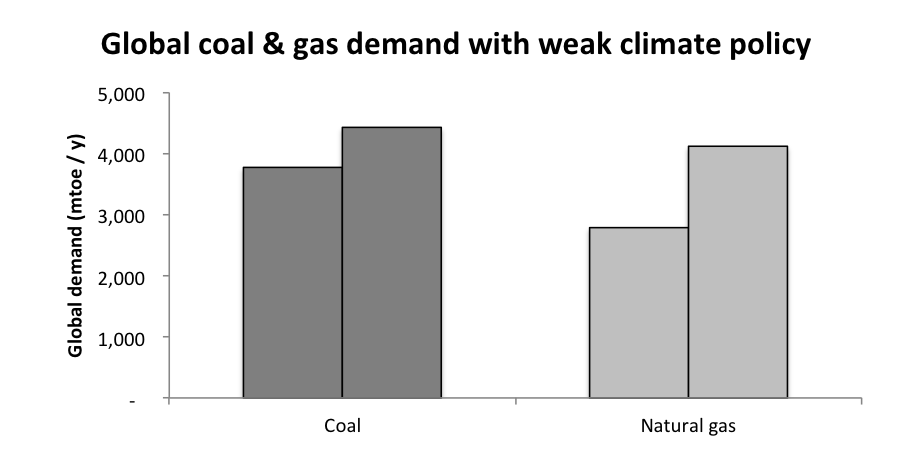 Global coal & gas demand with weak climate policy
Global demand (mtoe / y)
5,000
4,000
3,000
2,000
1,000
-
Coal
Natural gas